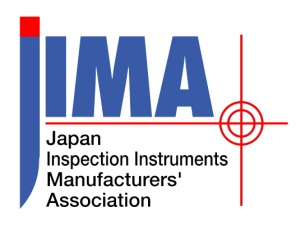 JIMA
Japan
Inspection Instruments
Manufacturers'
Association